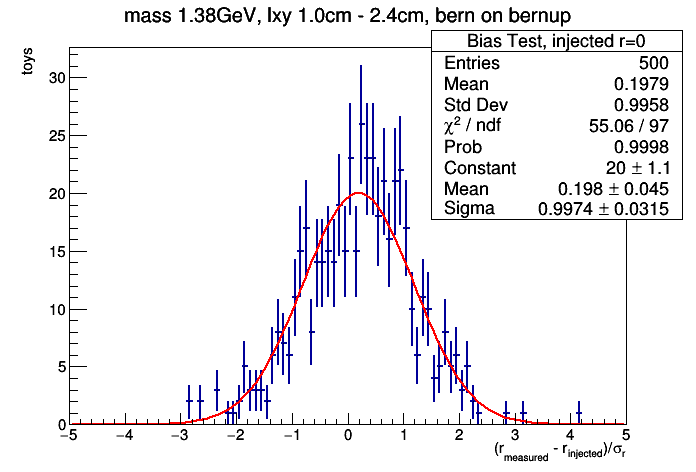 mass 1.38GeV, lxy 1.0cm - 2.4cm, bern on bernup
Bias Test, injected r=0
Entries 500
Mean 0.1979
Std Dev 0.9958
χ² / ndf 55.06 / 97
Prob 0.9998
Constant 20 ± 1.1
Mean 0.198 ± 0.045
Sigma 0.9974 ± 0.0315
toys
30
25
20
15
10
5
0
−5 −4 −3 −2 −1 0 1 2 3 4 5
(r_measured - r_injected)/σ_r